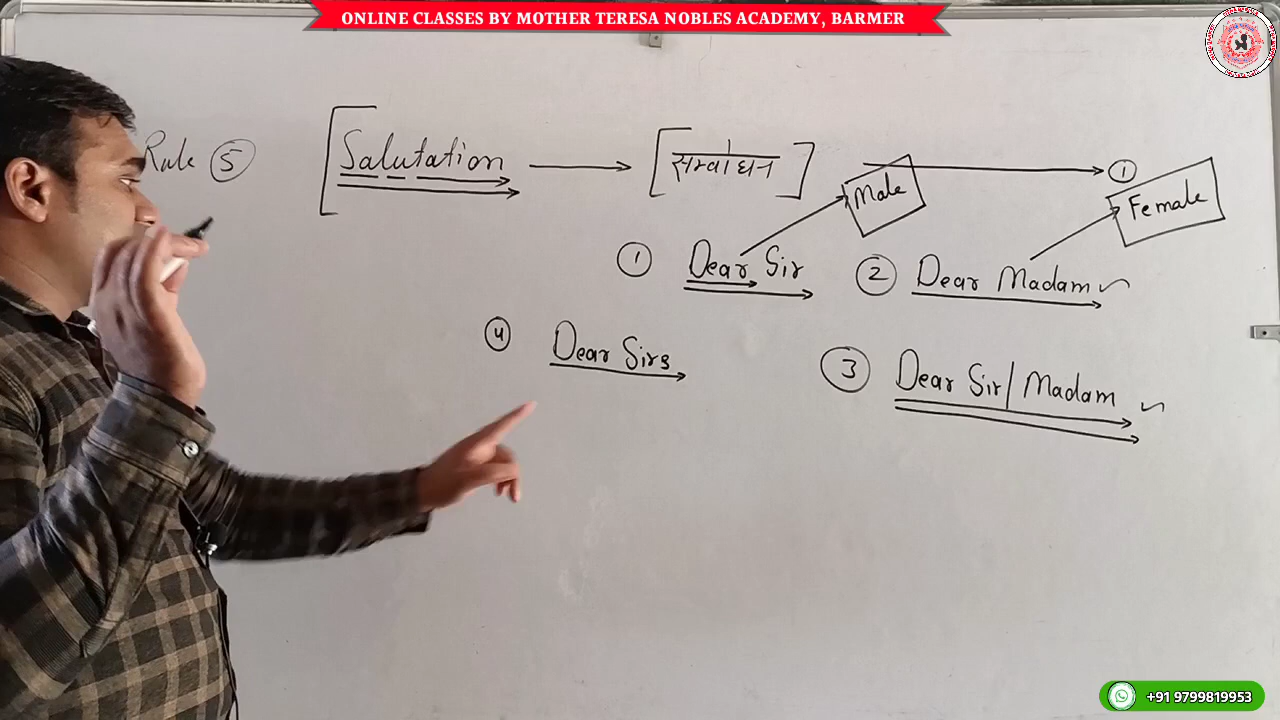 ONLINE CLASSES BY MOTHER TERESA NOBLES ACADEMY, BARMER
Rule 5 Salutation → [सम्बोधन] → 1
Male Female
1 Dear Sir 2 Dear Madam
4 Dear Sirs
3 Dear Sir/Madam
+91 9799819953